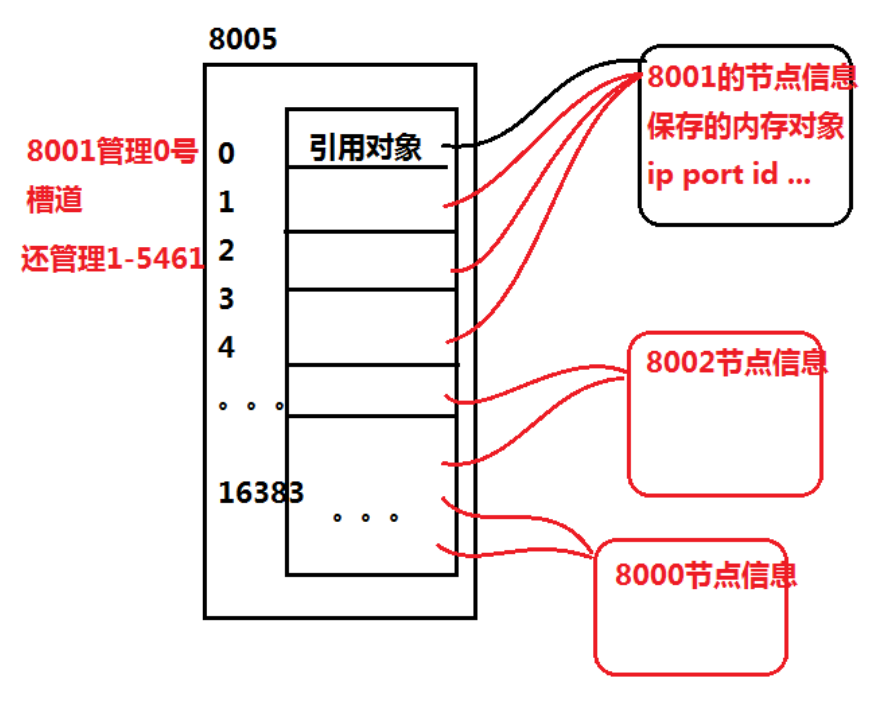 8005
8001管理0号
槽道
还管理1-5461
0
1
2
3
4
。。。
16383
引用对象
。。。
8001的节点信息
保存的内存对象
ip port id ...
8002节点信息
8000节点信息